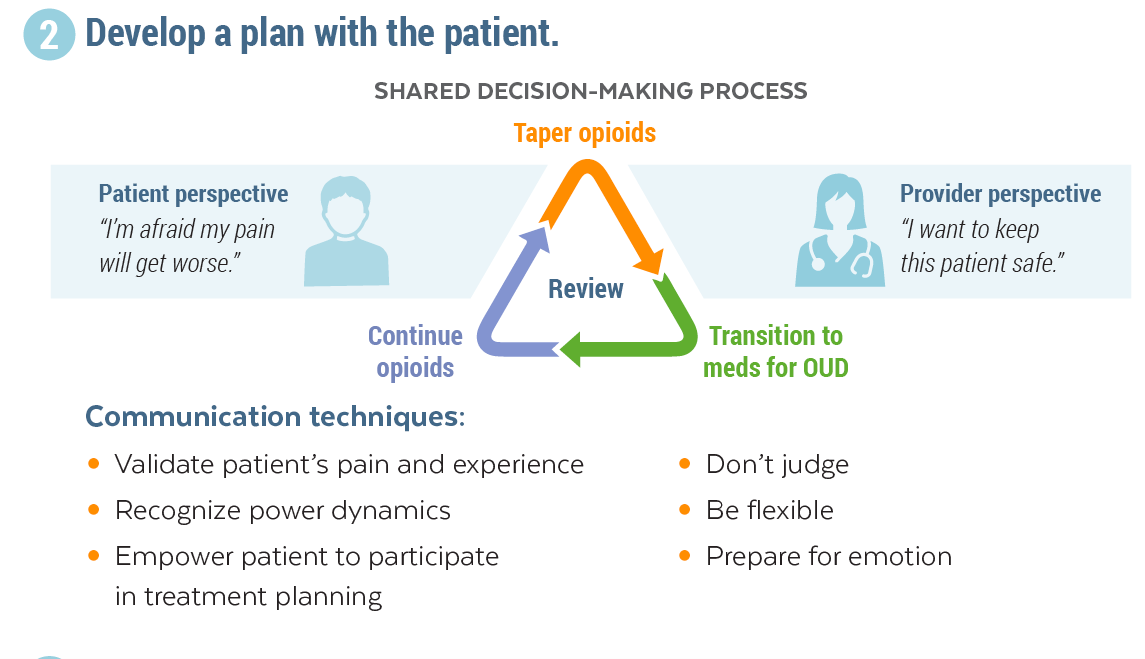 2 Develop a plan with the patient.
SHARED DECISION-MAKING PROCESS
Taper opioids
Patient perspective
“I’m afraid my pain
will get worse.”
Provider perspective
“I want to keep
this patient safe.”
Review
Continue
opioids
Transition to
meds for OUD
Communication techniques:
• Validate patient’s pain and experience
• Recognize power dynamics
• Empower patient to participate
in treatment planning
• Don’t judge
• Be flexible
• Prepare for emotion